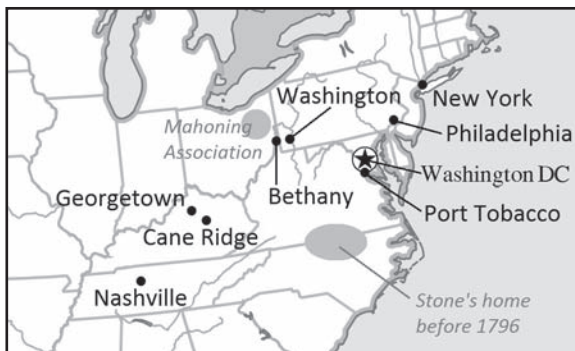 Washington
New York
Mahoning
Association
Philadelphia
Washington DC
Georgetown
Bethany
Port Tobacco
Cane Ridge
Nashville
Stone's home
before 1796